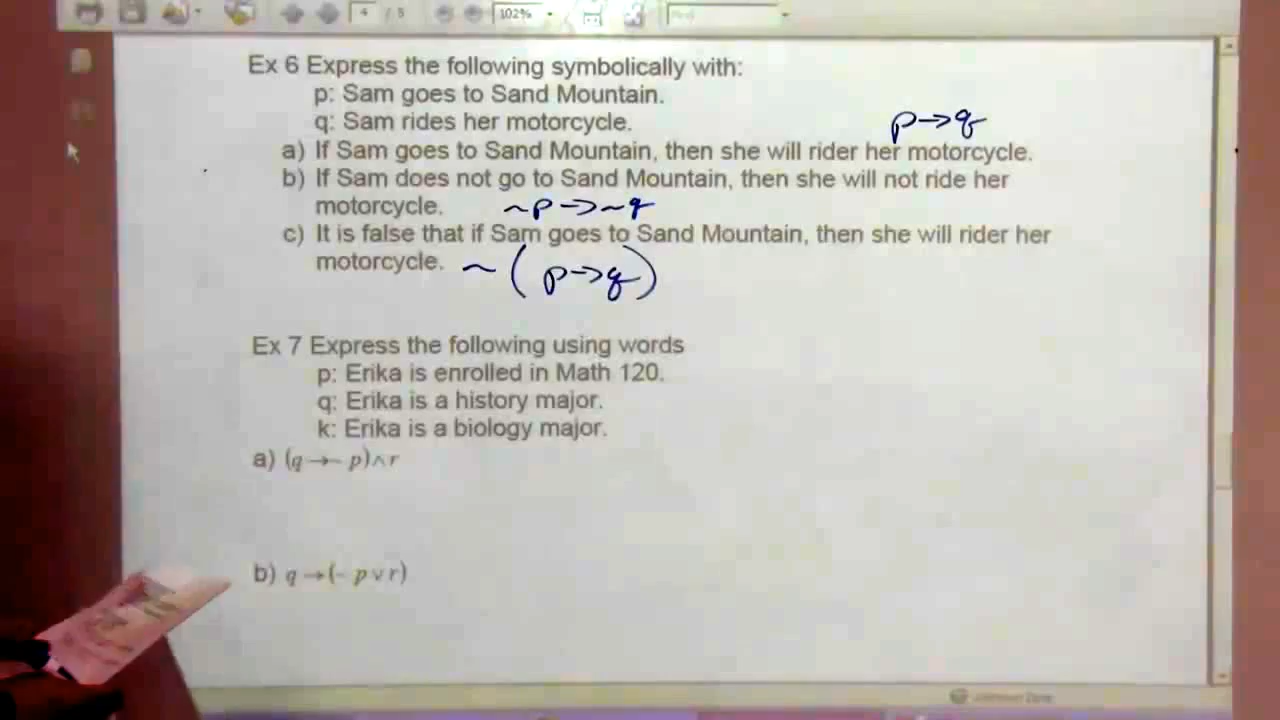 4 / 5 102%
Ex 6 Express the following symbolically with:
p: Sam goes to Sand Mountain.
q: Sam rides her motorcycle.
p→q
a) If Sam goes to Sand Mountain, then she will rider her motorcycle.
b) If Sam does not go to Sand Mountain, then she will not ride her
motorcycle. ~p→~q
c) It is false that if Sam goes to Sand Mountain, then she will rider her
motorcycle. ~(p→q)
Ex 7 Express the following using words
p: Erika is enrolled in Math 120.
q: Erika is a history major.
k: Erika is a biology major.
a) (q→~p)∧r
b) q→(~p∨r)